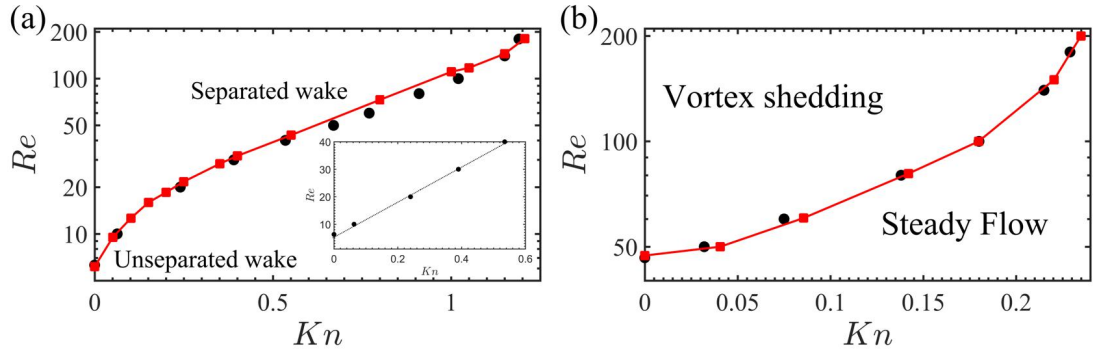 (a)
200
100
50
20
10
Re
Separated wake
Unseparated wake
0
0.5
1
Kn
40
30
20
10
Re
0
0.2
0.4
0.6
Kn
(b)
200
100
50
Re
Vortex shedding
Steady Flow
0
0.05
0.1
0.15
0.2
Kn